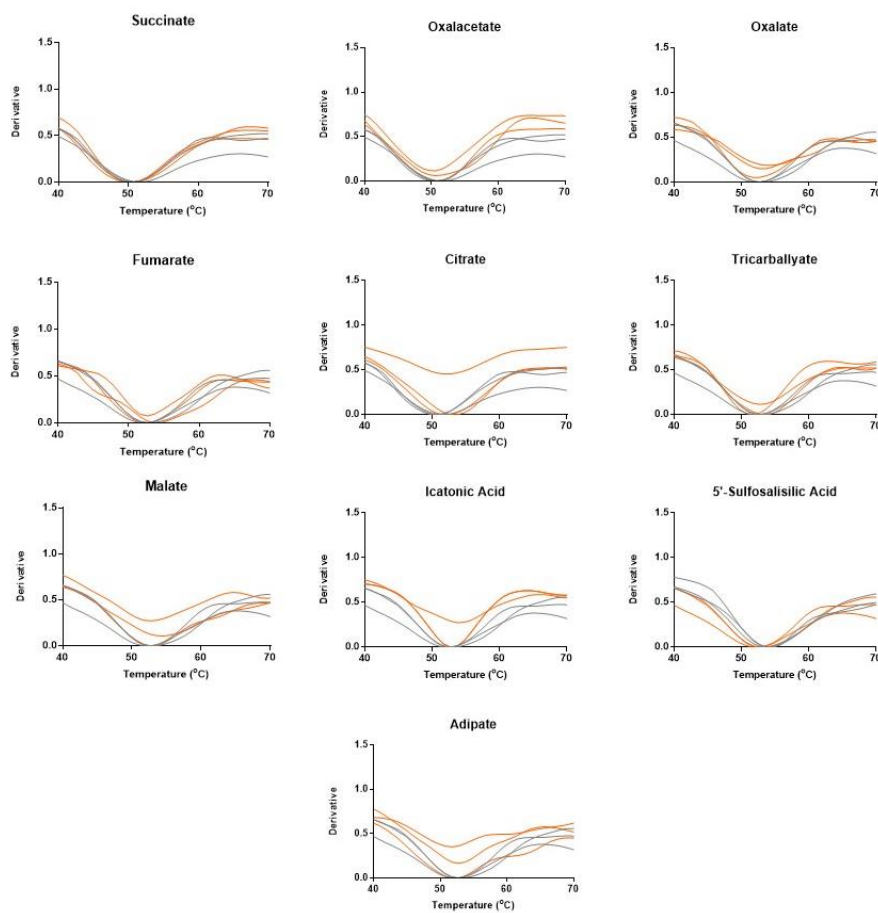 Succinate
1.5
1.0
0.5
0.0
40 50 60 70
Derivative
Temperature (°C)
Oxalacetate
1.5
1.0
0.5
0.0
40 50 60 70
Derivative
Temperature (°C)
Oxalate
1.5
1.0
0.5
0.0
40 50 60 70
Derivative
Temperature (°C)
Fumarate
1.5
1.0
0.5
0.0
40 50 60 70
Derivative
Temperature (°C)
Citrate
1.5
1.0
0.5
0.0
40 50 60 70
Derivative
Temperature (°C)
Tricarballyate
1.5
1.0
0.5
0.0
40 50 60 70
Derivative
Temperature (°C)
Malate
1.5
1.0
0.5
0.0
40 50 60 70
Derivative
Temperature (°C)
Icatonic Acid
1.5
1.0
0.5
0.0
40 50 60 70
Derivative
Temperature (°C)
5'-Sulfosalisilic Acid
1.5
1.0
0.5
0.0
40 50 60 70
Derivative
Temperature (°C)
Adipate
1.5
1.0
0.5
0.0
40 50 60 70
Derivative
Temperature (°C)